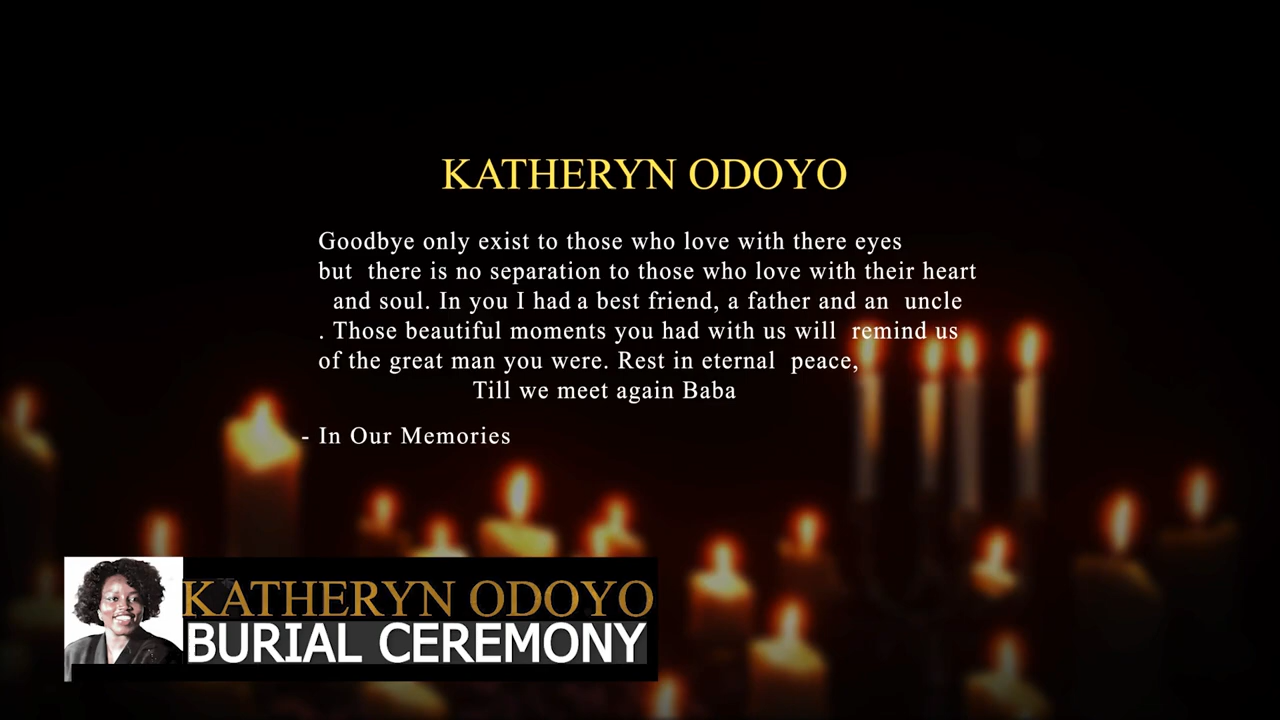 KATHERYN ODOYO
Goodbye only exist to those who love with there eyes
but there is no separation to those who love with their heart
and soul. In you I had a best friend, a father and an uncle
. Those beautiful moments you had with us will remind us
of the great man you were. Rest in eternal peace,
Till we meet again Baba
- In Our Memories
KATHERYN ODOYO
BURIAL CEREMONY